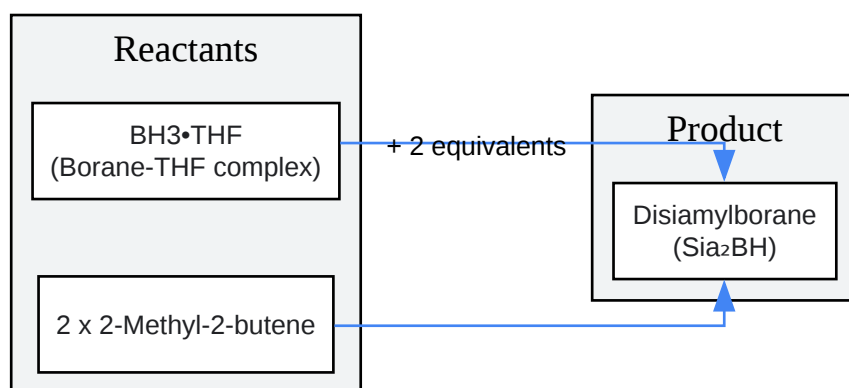 Reactants
BH3•THF
(Borane-THF complex)
+ 2 equivalents
Product
Disiamylborane
(Sia₂BH)
2 x 2-Methyl-2-butene